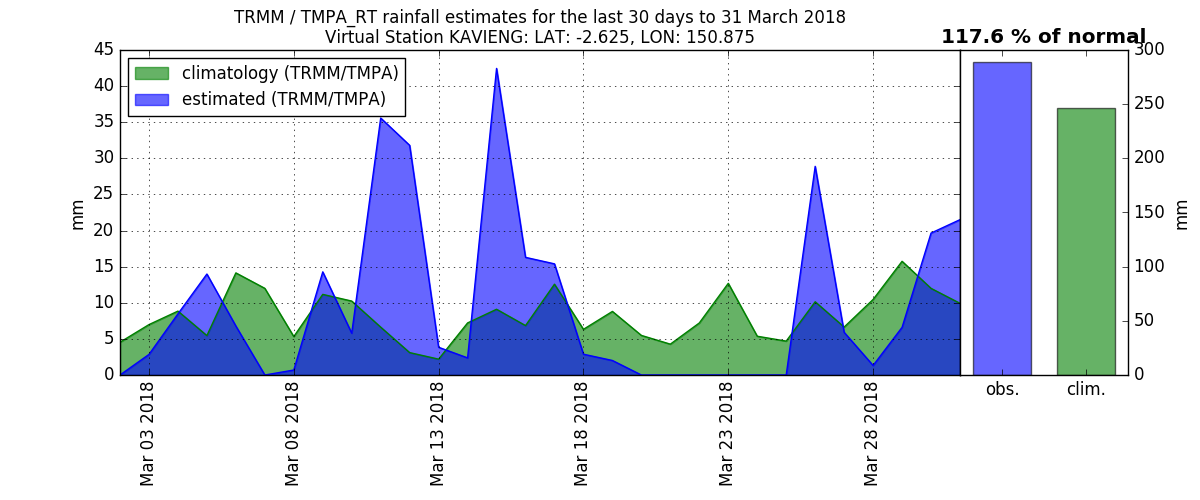 TRMM / TMPA_RT rainfall estimates for the last 30 days to 31 March 2018
Virtual Station KAVIENG: LAT: -2.625, LON: 150.875
117.6 % of normal
climatology (TRMM/TMPA)
estimated (TRMM/TMPA)
45
40
35
30
25
20
15
10
5
0
mm
Mar 03 2018
Mar 08 2018
Mar 13 2018
Mar 18 2018
Mar 23 2018
Mar 28 2018
obs.
clim.
300
250
200
150
100
50
0
mm